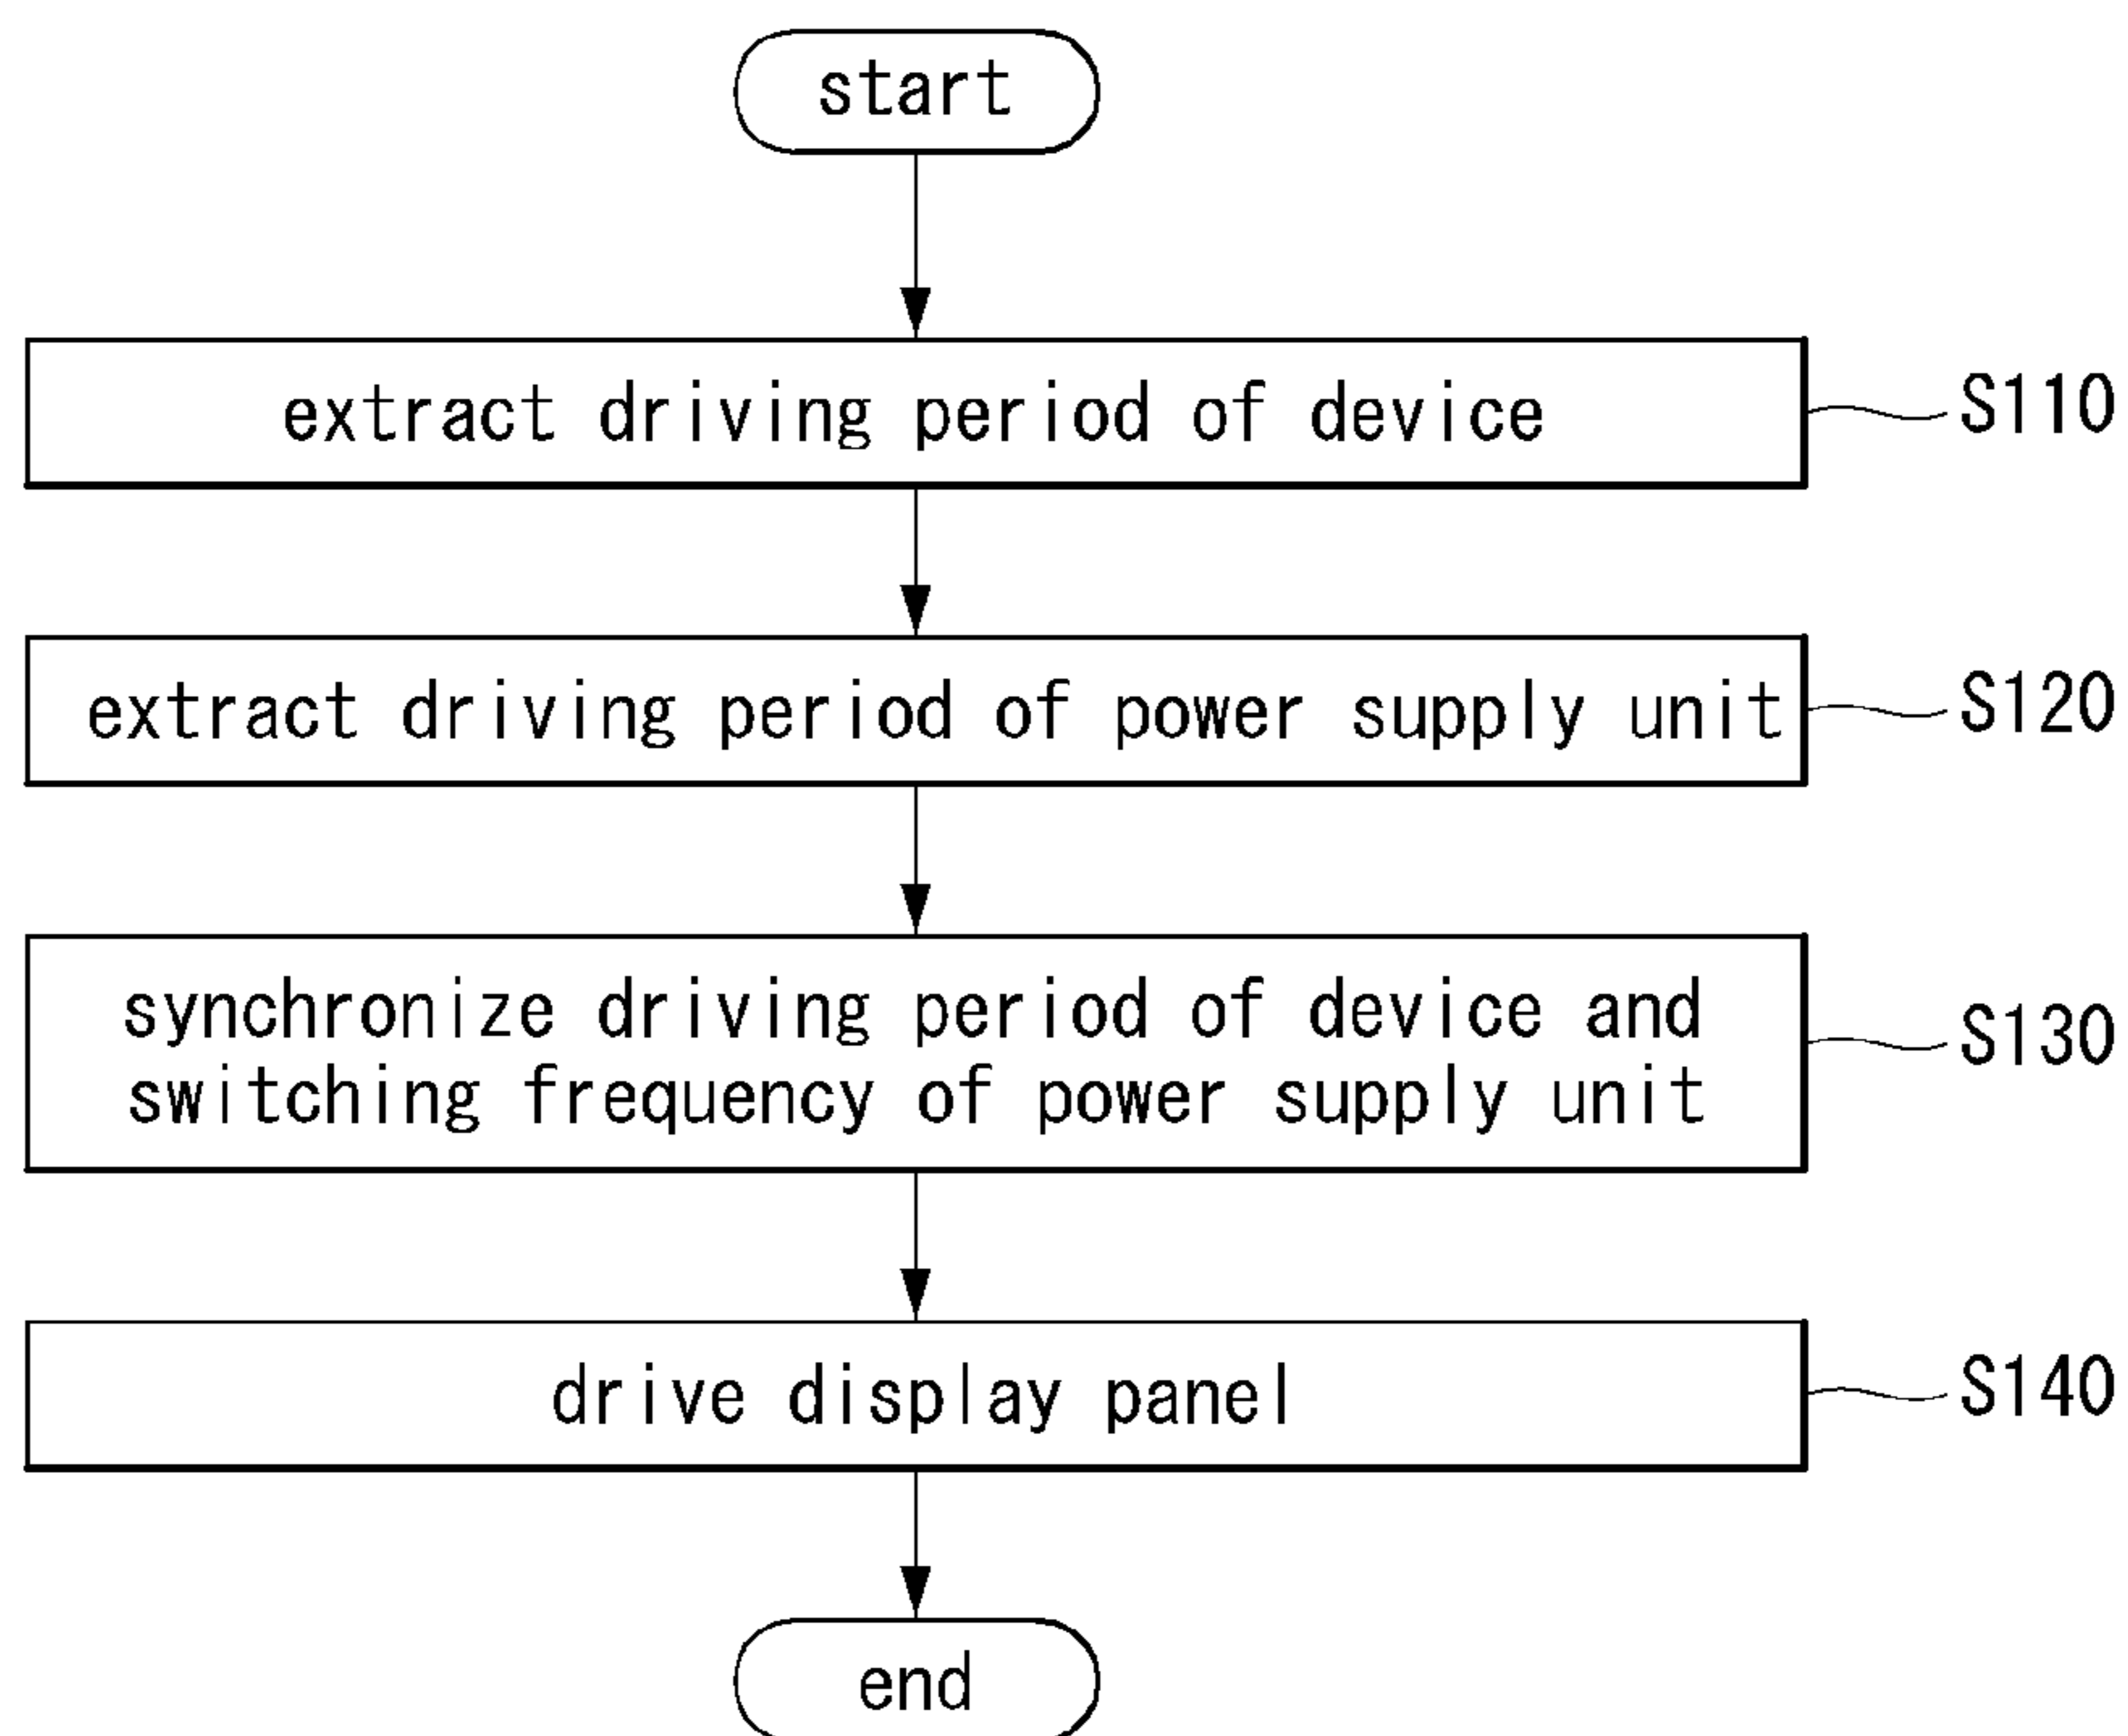 start
extract driving period of device
S110
extract driving period of power supply unit
S120
synchronize driving period of device and
switching frequency of power supply unit
S130
drive display panel
S140
end